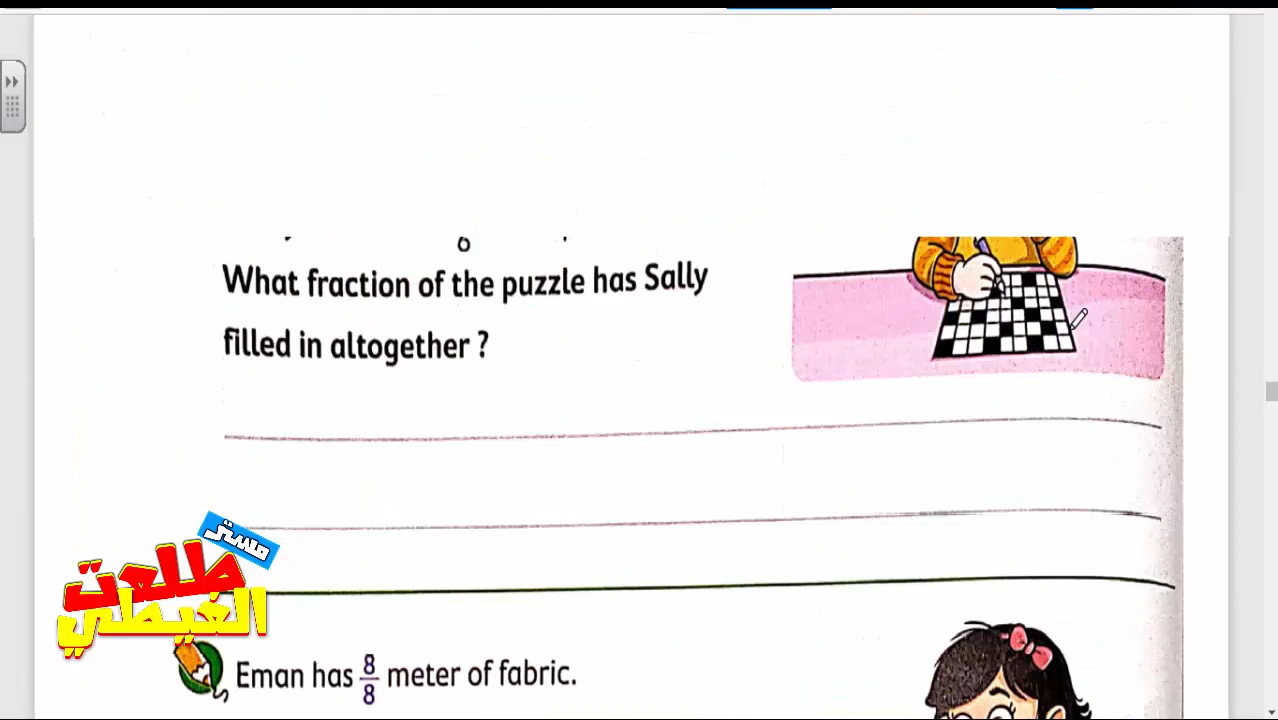 What fraction of the puzzle has Sally
filled in altogether ?
مستر
طلعت
الغيطي
Eman has 8/8 meter of fabric.